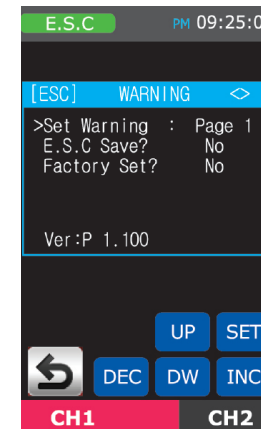 E.S.C PM 09:25:0
[ESC] WARNING <>
>Set Warning : Page 1
E.S.C Save? No
Factory Set? No
Ver:P 1.100
UP SET
DEC DW INC
CH1 CH2